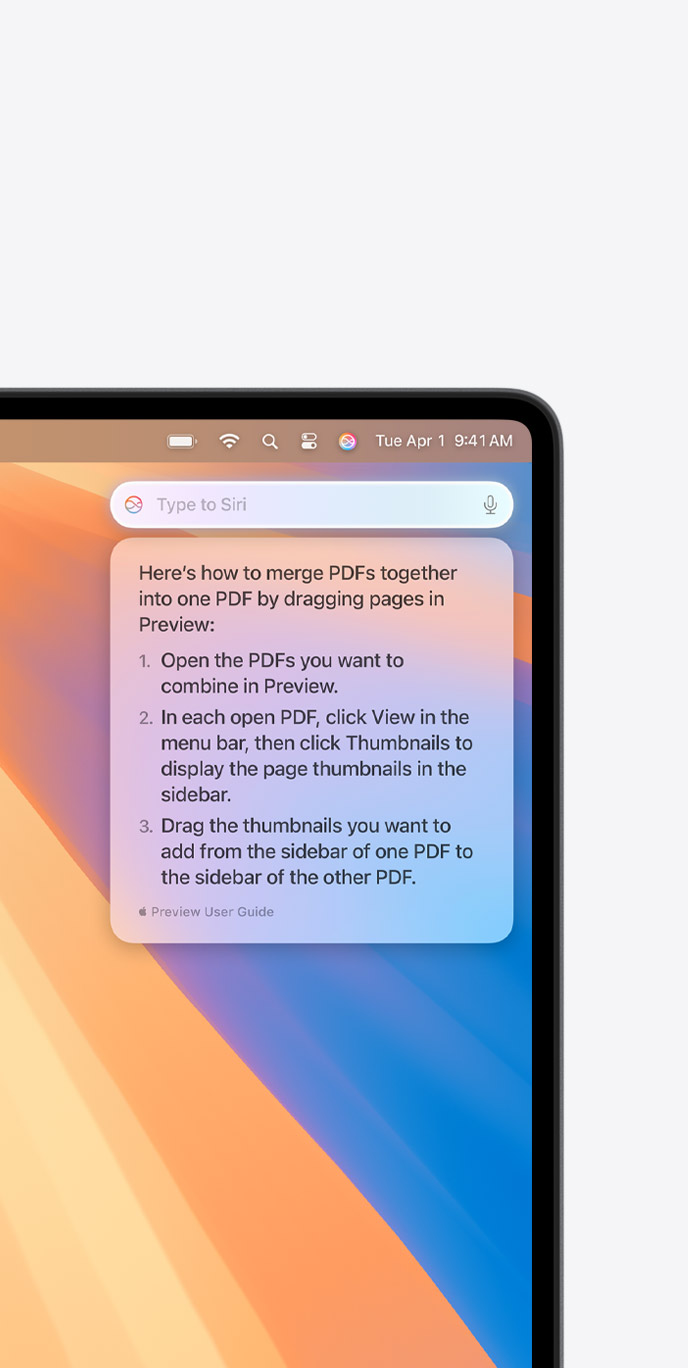 Tue Apr 1 9:41 AM
Type to Siri
Here's how to merge PDFs together
into one PDF by dragging pages in
Preview:
1. Open the PDFs you want to
combine in Preview.
2. In each open PDF, click View in the
menu bar, then click Thumbnails to
display the page thumbnails in the
sidebar.
3. Drag the thumbnails you want to
add from the sidebar of one PDF to
the sidebar of the other PDF.
Preview User Guide